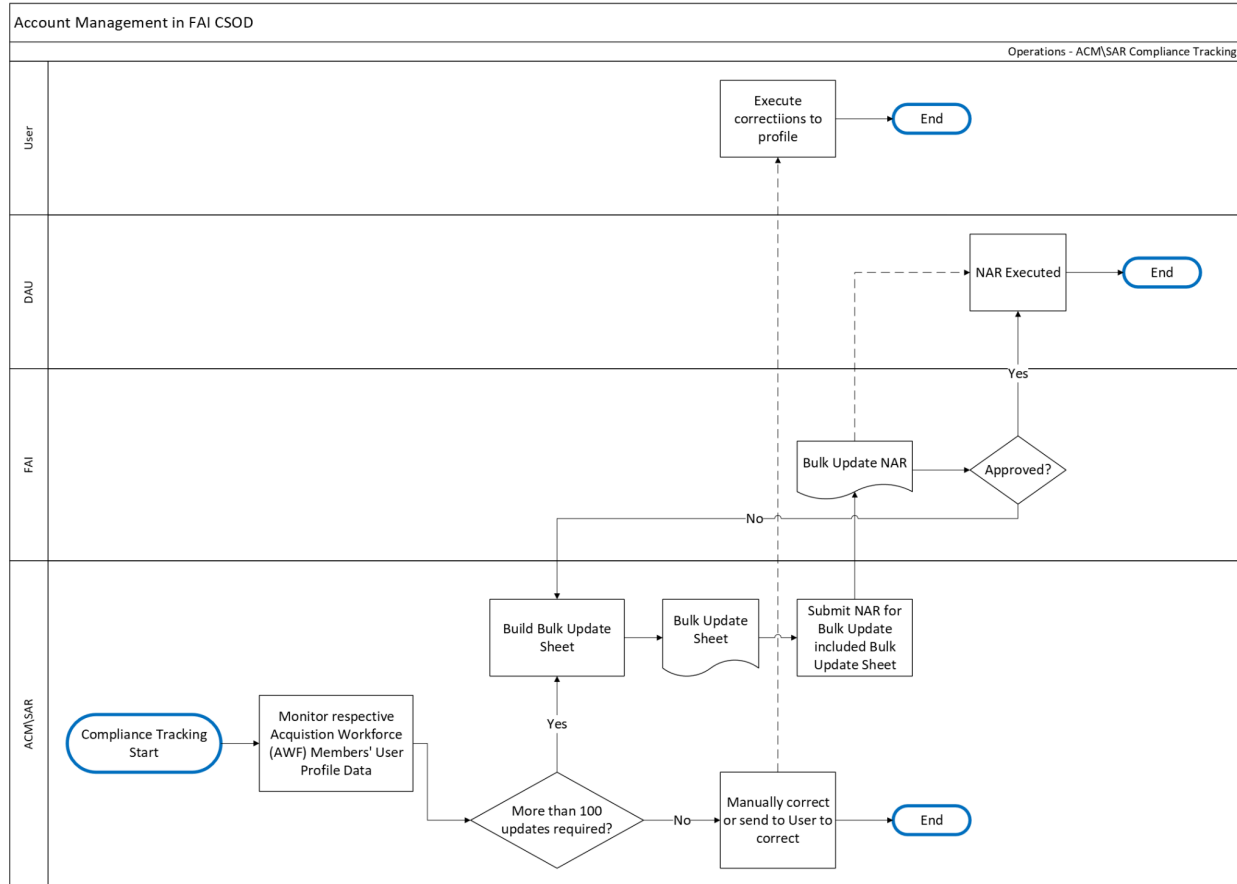 Account Management in FAI CSOD
Operations - ACM\SAR Compliance Tracking
User
Execute
correctiions to
profile
End
DAU
NAR Executed
End
Yes
FAI
Bulk Update NAR
Approved?
No
ACM\SAR
Build Bulk Update
Sheet
Bulk Update
Sheet
Submit NAR for
Bulk Update
included Bulk
Update Sheet
Yes
Compliance Tracking
Start
Monitor respective
Acquistion Workforce
(AWF) Members' User
Profile Data
More than 100
updates required?
No
Manually correct
or send to User to
correct
End